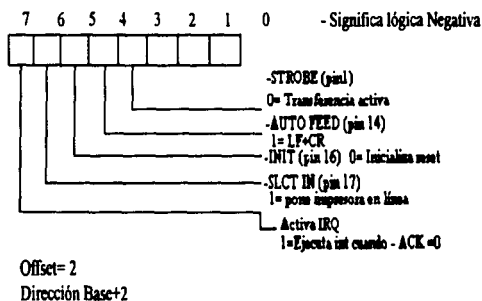 7 6 5 4 3 2 1 0 - Significa lógica Negativa
-STROBE (pin1)
0= Transferencia activa
-AUTO FEED (pin 14)
1= LF+CR
-INIT (pin 16) 0= Inicializa reset
-SLCT IN (pin 17)
1= pone impresora en línea
Activa IRQ
1=Ejecuta int cuando - ACK =0
Offset= 2
Dirección Base+2